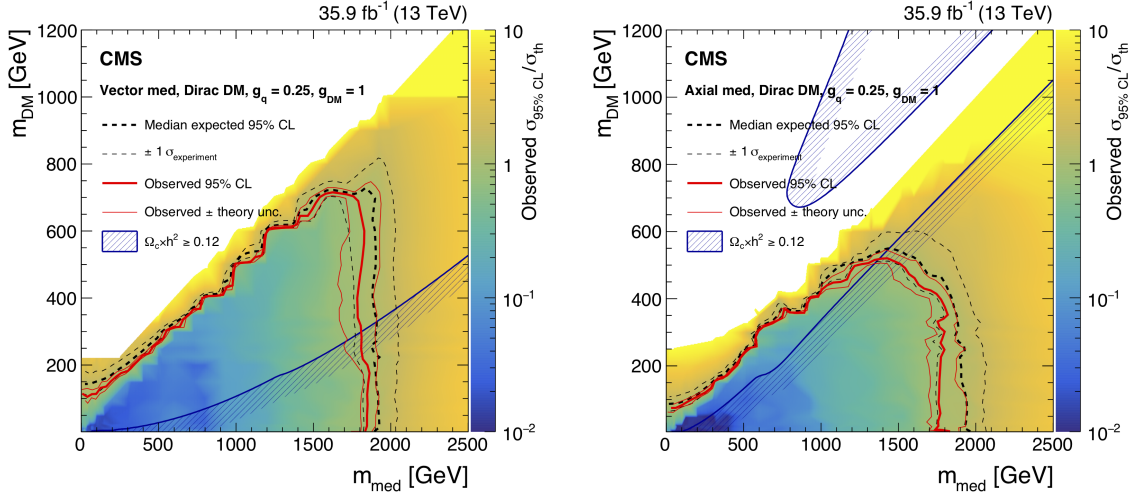 35.9 fb⁻¹ (13 TeV)
CMS
Vector med, Dirac DM, g_q = 0.25, g_DM = 1
Median expected 95% CL
± 1 σ_experiment
Observed 95% CL
Observed ± theory unc.
Ω_c×h² ≥ 0.12
m_DM [GeV]
1200
1000
800
600
400
200
0 500 1000 1500 2000 2500
m_med [GeV]
10
1
10⁻¹
10⁻²
Observed σ_95% CL/σ_th
35.9 fb⁻¹ (13 TeV)
CMS
Axial med, Dirac DM, g_q = 0.25, g_DM = 1
Median expected 95% CL
± 1 σ_experiment
Observed 95% CL
Observed ± theory unc.
Ω_c×h² ≥ 0.12
m_DM [GeV]
1200
1000
800
600
400
200
0 500 1000 1500 2000 2500
m_med [GeV]
10
1
10⁻¹
10⁻²
Observed σ_95% CL/σ_th